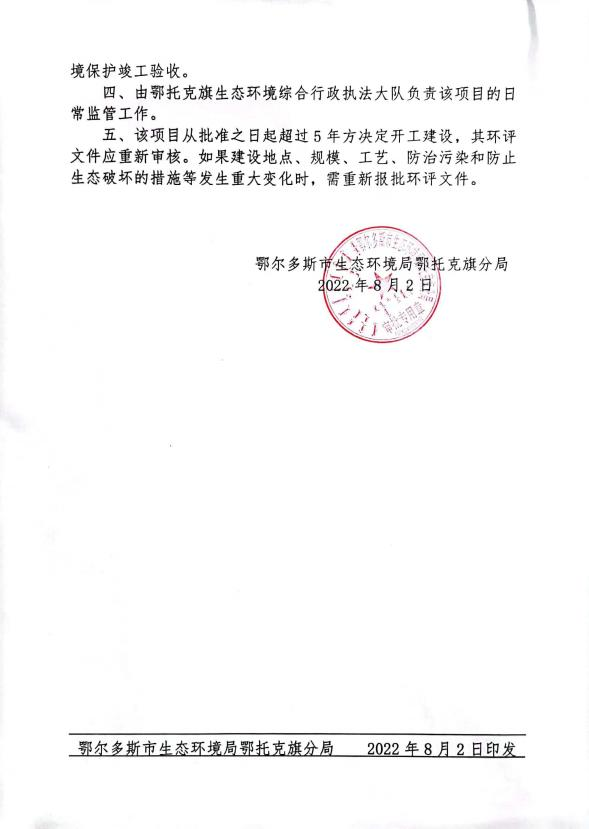 境保护竣工验收。
四、由鄂托克旗生态环境综合行政执法大队负责该项目的日
常监管工作。
五、该项目从批准之日起超过5年方决定开工建设，其环评
文件应重新审核。如果建设地点、规模、工艺、防治污染和防止
生态破坏的措施等发生重大变化时，需重新报批环评文件。
鄂尔多斯市生态环境局鄂托克旗分局
2022年8月2日
审批专用章
鄂尔多斯市生态环境局鄂托克旗分局 2022年8月2日印发